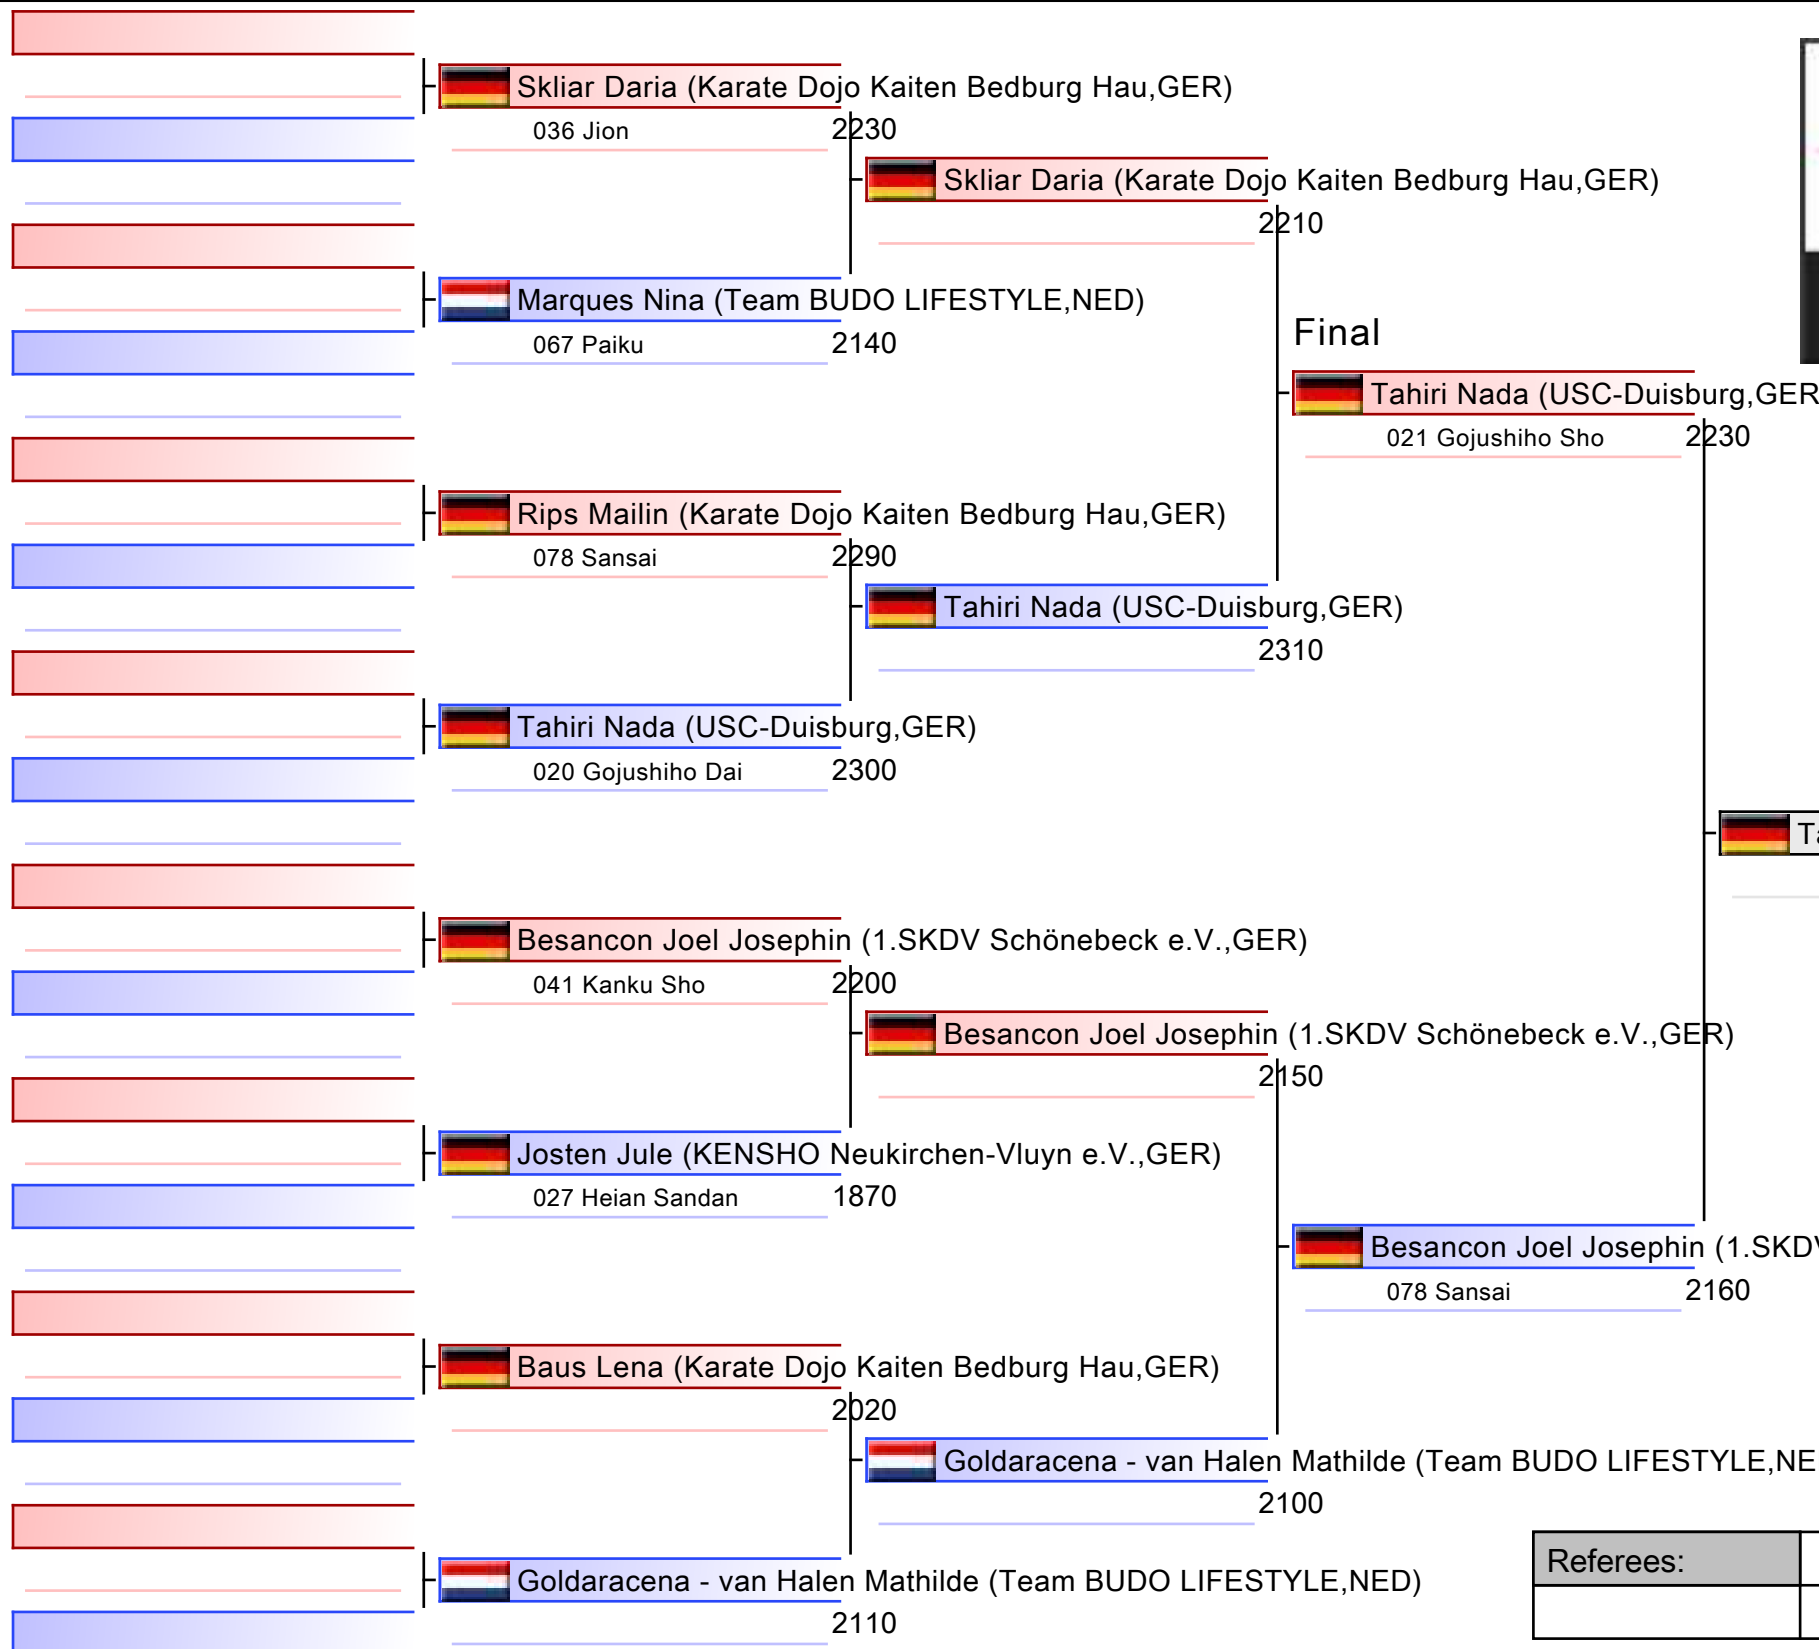 Skliar Daria (Karate Dojo Kaiten Bedburg Hau,GER)
036 Jion 2230
Skliar Daria (Karate Dojo Kaiten Bedburg Hau,GER)
2210
Marques Nina (Team BUDO LIFESTYLE,NED)
067 Paiku 2140
Final
Tahiri Nada (USC-Duisburg,GER
021 Gojushiho Sho 2230
Rips Mailin (Karate Dojo Kaiten Bedburg Hau,GER)
078 Sansai 2290
Tahiri Nada (USC-Duisburg,GER)
2310
Tahiri Nada (USC-Duisburg,GER)
020 Gojushiho Dai 2300
Ta
Besancon Joel Josephin (1.SKDV Schönebeck e.V.,GER)
041 Kanku Sho 2200
Besancon Joel Josephin (1.SKDV Schönebeck e.V.,GER)
2150
Josten Jule (KENSHO Neukirchen-Vluyn e.V.,GER)
027 Heian Sandan 1870
Besancon Joel Josephin (1.SKDV
078 Sansai 2160
Baus Lena (Karate Dojo Kaiten Bedburg Hau,GER)
2020
Goldaracena - van Halen Mathilde (Team BUDO LIFESTYLE,NE
2100
Referees:
Goldaracena - van Halen Mathilde (Team BUDO LIFESTYLE,NED)
2110